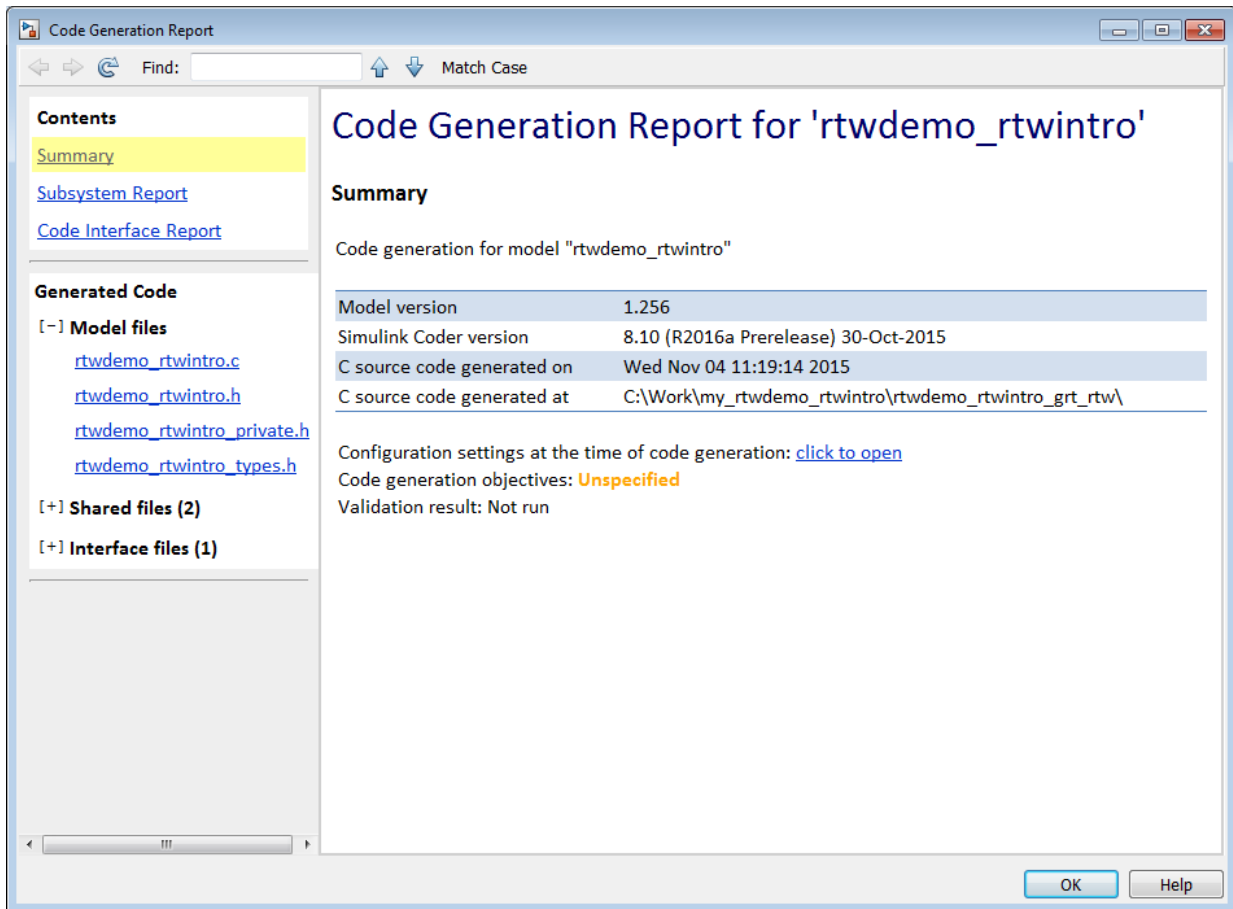 Code Generation Report
Find: Match Case
Contents
Summary
Subsystem Report
Code Interface Report
Generated Code
[-] Model files
rtwdemo_rtwintro.c
rtwdemo_rtwintro.h
rtwdemo_rtwintro_private.h
rtwdemo_rtwintro_types.h
[+] Shared files (2)
[+] Interface files (1)
Code Generation Report for 'rtwdemo_rtwintro'
Summary
Code generation for model "rtwdemo_rtwintro"
Model version 1.256
Simulink Coder version 8.10 (R2016a Prerelease) 30-Oct-2015
C source code generated on Wed Nov 04 11:19:14 2015
C source code generated at C:\Work\my_rtwdemo_rtwintro\rtwdemo_rtwintro_grt_rtw\
Configuration settings at the time of code generation: click to open
Code generation objectives: Unspecified
Validation result: Not run
OK Help